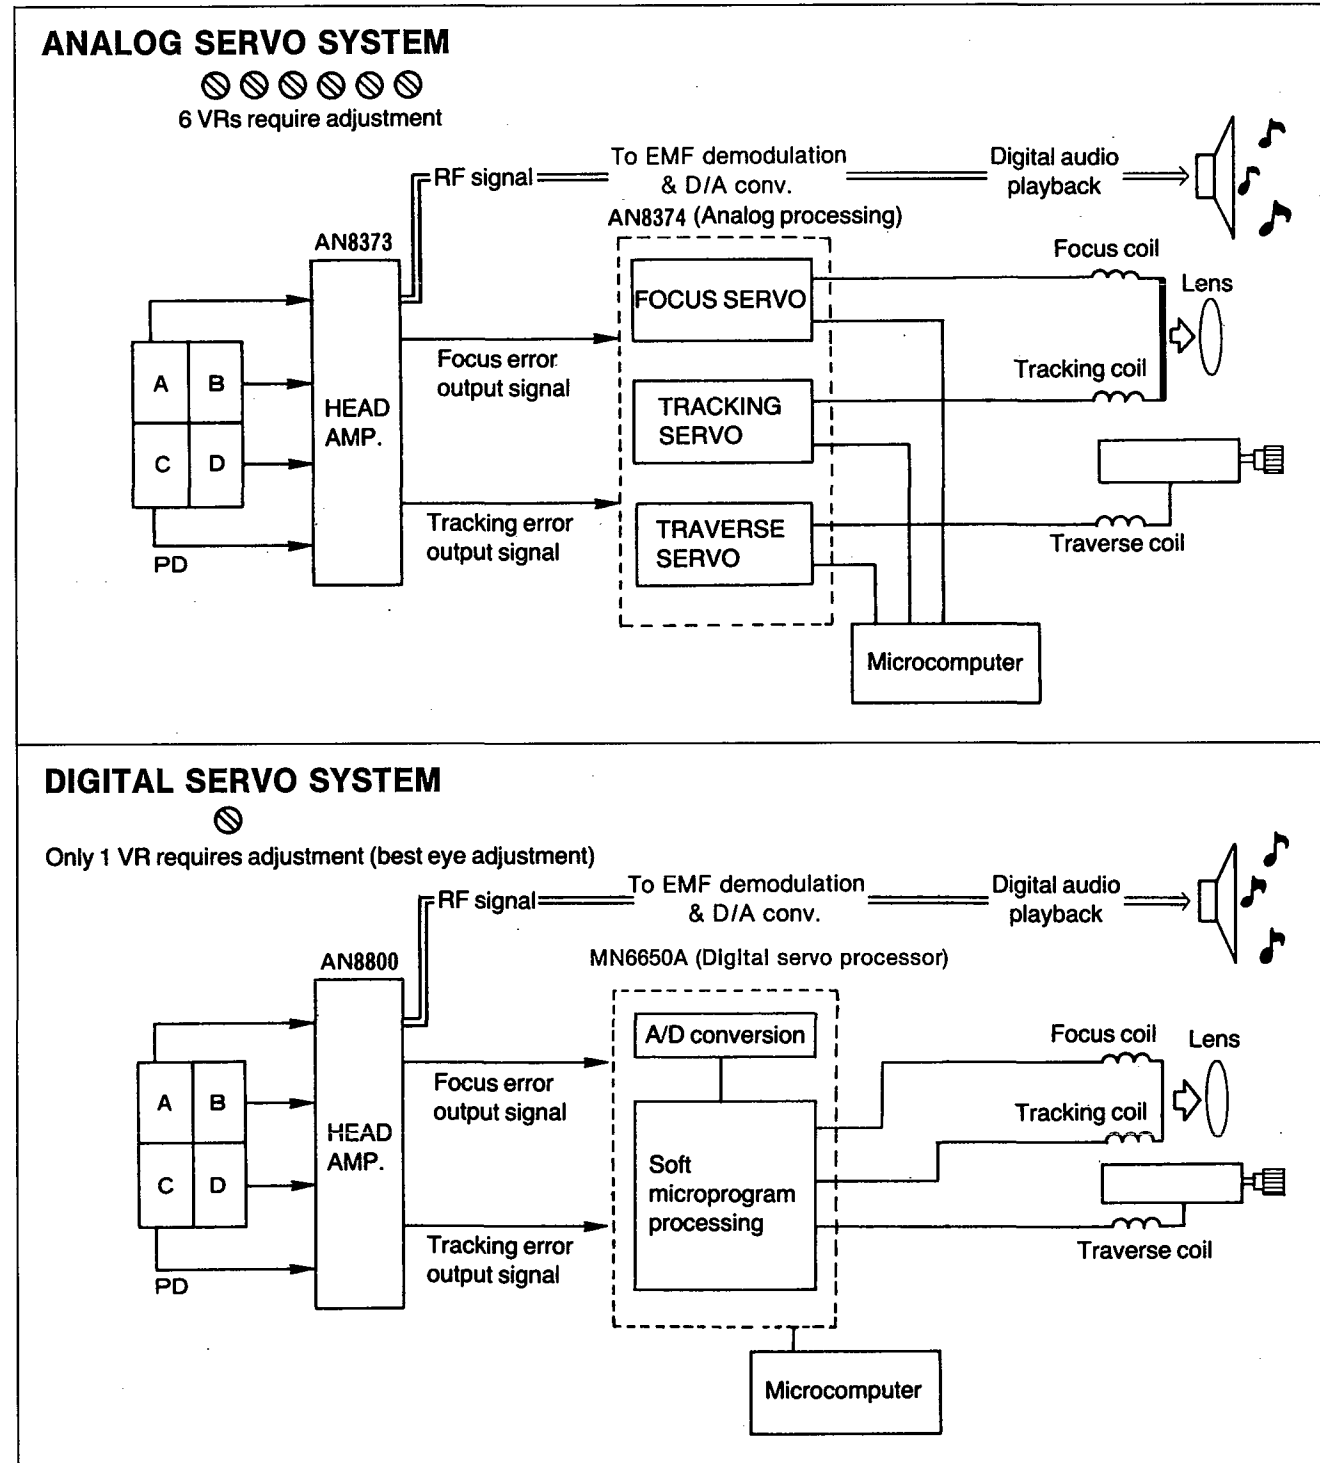 ANALOG SERVO SYSTEM
6 VRs require adjustment
RF signal
To EMF demodulation
& D/A conv.
Digital audio
playback
AN8374 (Analog processing)
AN8373
Focus coil
Lens
FOCUS SERVO
A B
Focus error
output signal
Tracking coil
HEAD
AMP.
TRACKING
SERVO
C D
Tracking error
output signal
TRAVERSE
SERVO
Traverse coil
PD
Microcomputer
DIGITAL SERVO SYSTEM
Only 1 VR requires adjustment (best eye adjustment)
RF signal
To EMF demodulation
& D/A conv.
Digital audio
playback
MN6650A (Digital servo processor)
AN8800
A/D conversion
Focus coil
Lens
Focus error
output signal
A B
Tracking coil
HEAD
AMP.
Soft
microprogram
processing
C D
Tracking error
output signal
Traverse coil
PD
Microcomputer